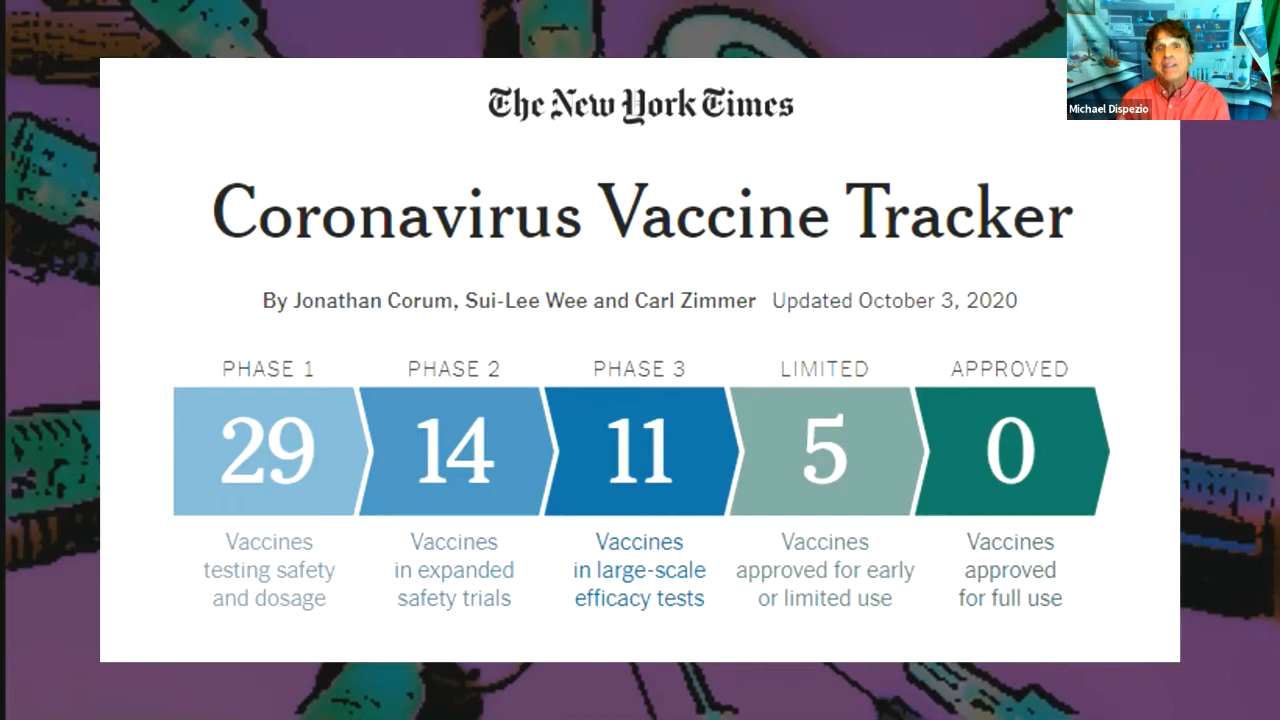 Michael Dispezio
The New York Times
Coronavirus Vaccine Tracker
By Jonathan Corum, Sui-Lee Wee and Carl Zimmer Updated October 3, 2020
PHASE 1
PHASE 2
PHASE 3
LIMITED
APPROVED
29
14
11
5
0
Vaccines
testing safety
and dosage
Vaccines
in expanded
safety trials
Vaccines
in large-scale
efficacy tests
Vaccines
approved for early
or limited use
Vaccines
approved
for full use